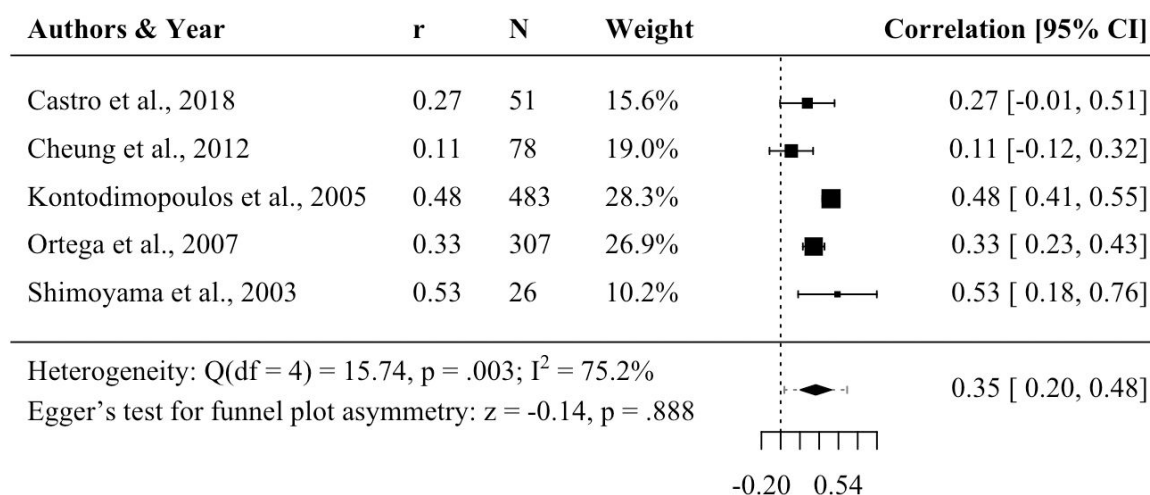 Authors & Year r N Weight Correlation [95% CI]
Castro et al., 2018 0.27 51 15.6% 0.27 [-0.01, 0.51]
Cheung et al., 2012 0.11 78 19.0% 0.11 [-0.12, 0.32]
Kontodimopoulos et al., 2005 0.48 483 28.3% 0.48 [ 0.41, 0.55]
Ortega et al., 2007 0.33 307 26.9% 0.33 [ 0.23, 0.43]
Shimoyama et al., 2003 0.53 26 10.2% 0.53 [ 0.18, 0.76]
Heterogeneity: Q(df = 4) = 15.74, p = .003; I² = 75.2%
0.35 [ 0.20, 0.48]
Egger’s test for funnel plot asymmetry: z = -0.14, p = .888
-0.20 0.54